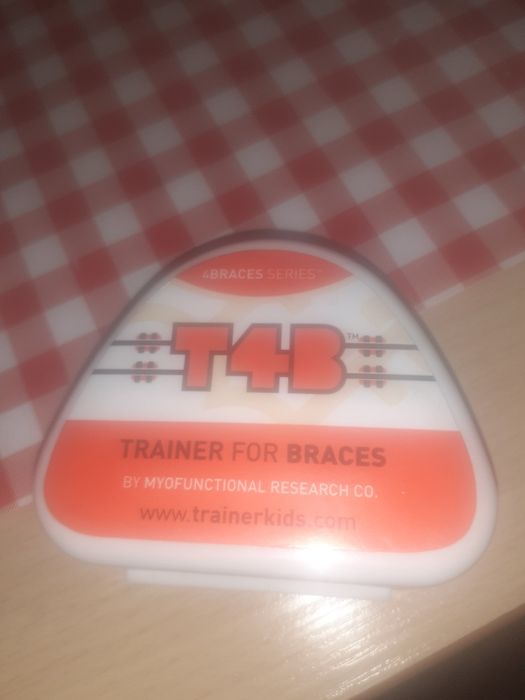 4BRACES SERIES™
T4B™
TRAINER FOR BRACES
BY MYOFUNCTIONAL RESEARCH CO.
www.trainerkids.com